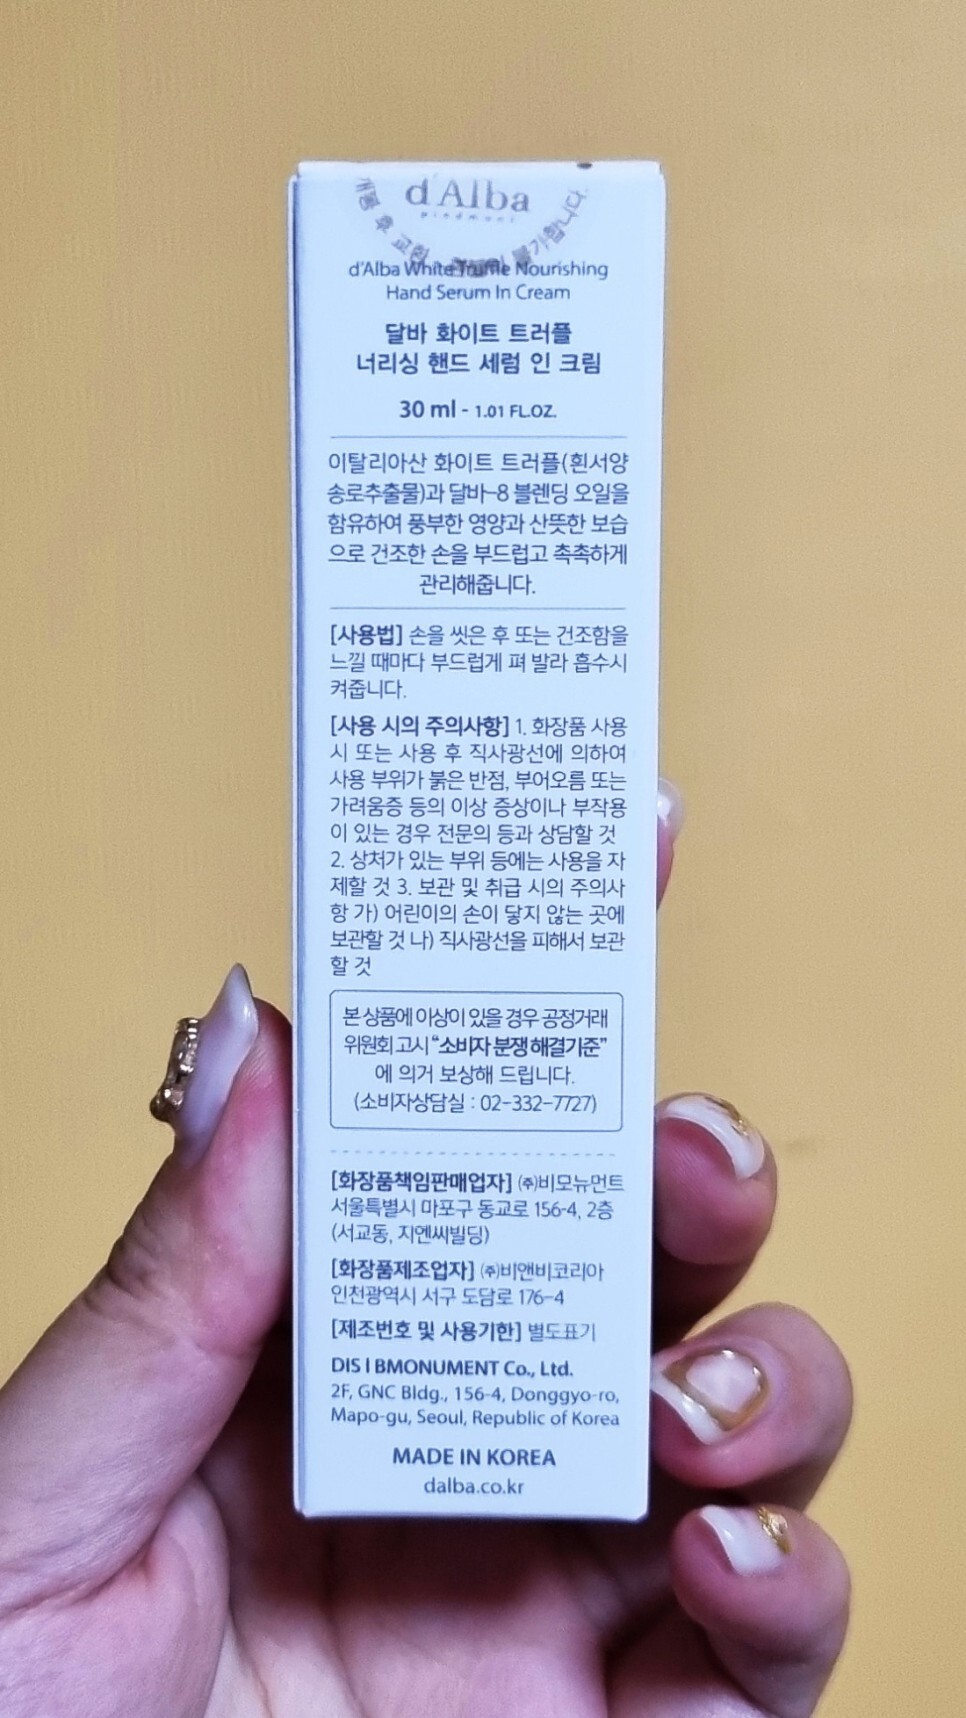 d'Alba
piedmont
개봉 후 교환 불가합니다.
d'Alba White Truffle Nourishing
Hand Serum In Cream
달바 화이트 트러플
너리싱 핸드 세럼 인 크림
30 ml - 1.01 FL.OZ.
이탈리아산 화이트 트러플(흰서양
송로추출물)과 달바-8 블렌딩 오일을
함유하여 풍부한 영양과 산뜻한 보습
으로 건조한 손을 부드럽고 촉촉하게
관리해줍니다.
[사용법] 손을 씻은 후 또는 건조함을
느낄 때마다 부드럽게 펴 발라 흡수시
켜줍니다.
[사용 시의 주의사항] 1. 화장품 사용
시 또는 사용 후 직사광선에 의하여
사용 부위가 붉은 반점, 부어오름 또는
가려움증 등의 이상 증상이나 부작용
이 있는 경우 전문의 등과 상담할 것
2. 상처가 있는 부위 등에는 사용을 자
제할 것 3. 보관 및 취급 시의 주의사
항 가) 어린이의 손이 닿지 않는 곳에
보관할 것 나) 직사광선을 피해서 보관
할 것
본 상품에 이상이 있을 경우 공정거래
위원회 고시 “소비자 분쟁 해결기준”
에 의거 보상해 드립니다.
(소비자상담실 : 02-332-7727)
[화장품책임판매업자] (주)비모뉴먼트
서울특별시 마포구 동교로 156-4, 2층
(서교동, 지엔씨빌딩)
[화장품제조업자] (주)비앤비코리아
인천광역시 서구 도담로 176-4
[제조번호 및 사용기한] 별도표기
DIS l BMONUMENT Co., Ltd.
2F, GNC Bldg., 156-4, Donggyo-ro,
Mapo-gu, Seoul, Republic of Korea
MADE IN KOREA
dalba.co.kr